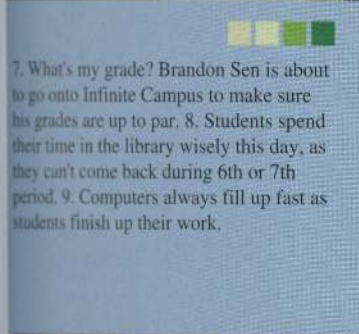 7. What's my grade? Brandon Sen is about
to go onto Infinite Campus to make sure
his grades are up to par. 8. Students spend
their time in the library wisely this day, as
they can't come back during 6th or 7th
period. 9. Computers always fill up fast as
students finish up their work.